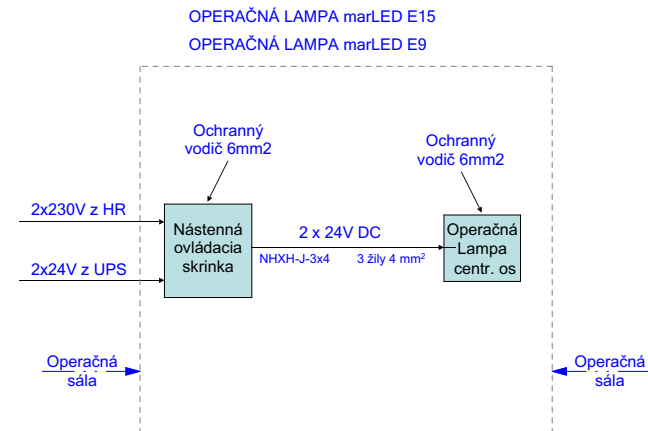 OPERAČNÁ LAMPA marLED E15
OPERAČNÁ LAMPA marLED E9
Ochranný
vodič 6mm2
Ochranný
vodič 6mm2
2x230V z HR
2x24V z UPS
Nástenná
ovládacia
skrinka
2 x 24V DC
NHXH-J-3x4 3 žily 4 mm²
Operačná
Lampa
centr. os
Operačná
sála
Operačná
sála